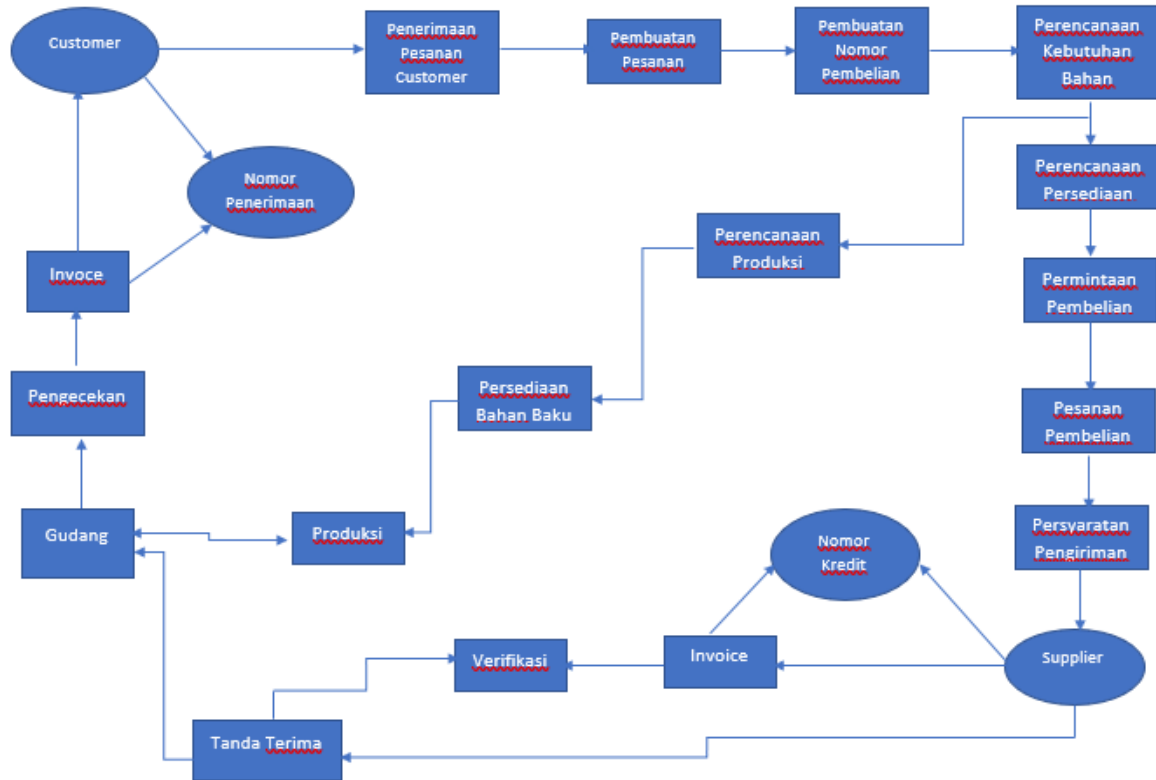 Customer
Penerimaan
Pesanan
Customer
Pembuatan
Pesanan
Pembuatan
Nomor
Pembelian
Perencanaan
Kebutuhan
Bahan
Nomor
Penerimaan
Perencanaan
Persediaan
Perencanaan
Produksi
Invoce
Permintaan
Pembelian
Pengecekan
Persediaan
Bahan Baku
Pesanan
Pembelian
Gudang
Produksi
Nomor
Kredit
Persyaratan
Pengiriman
Verifikasi
Invoice
Supplier
Tanda Terima